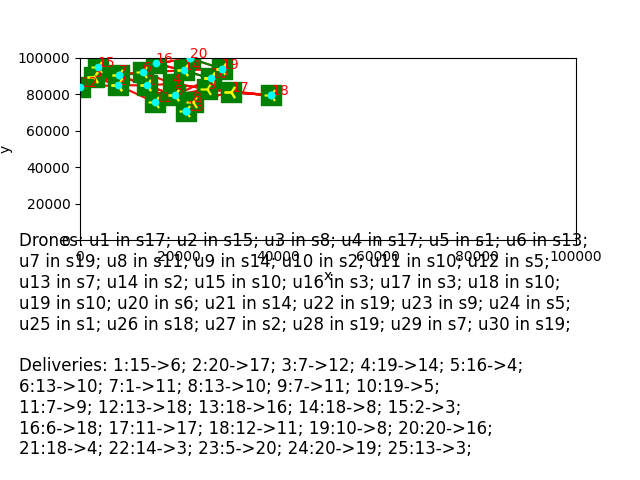 20
16
15
19
100000
80000
17
18
60000
y
40000
20000
0
0 20000 40000 60000 80000 100000
x
Drones: u1 in s17; u2 in s15; u3 in s8; u4 in s17; u5 in s1; u6 in s13;
u7 in s19; u8 in s11; u9 in s14; u10 in s2; u11 in s10; u12 in s5;
u13 in s7; u14 in s2; u15 in s10; u16 in s3; u17 in s3; u18 in s10;
u19 in s10; u20 in s6; u21 in s14; u22 in s19; u23 in s9; u24 in s5;
u25 in s1; u26 in s18; u27 in s2; u28 in s19; u29 in s7; u30 in s19;
Deliveries: 1:15->6; 2:20->17; 3:7->12; 4:19->14; 5:16->4;
6:13->10; 7:1->11; 8:13->10; 9:7->11; 10:19->5;
11:7->9; 12:13->18; 13:18->16; 14:18->8; 15:2->3;
16:6->18; 17:11->17; 18:12->11; 19:10->8; 20:20->16;
21:18->4; 22:14->3; 23:5->20; 24:20->19; 25:13->3;